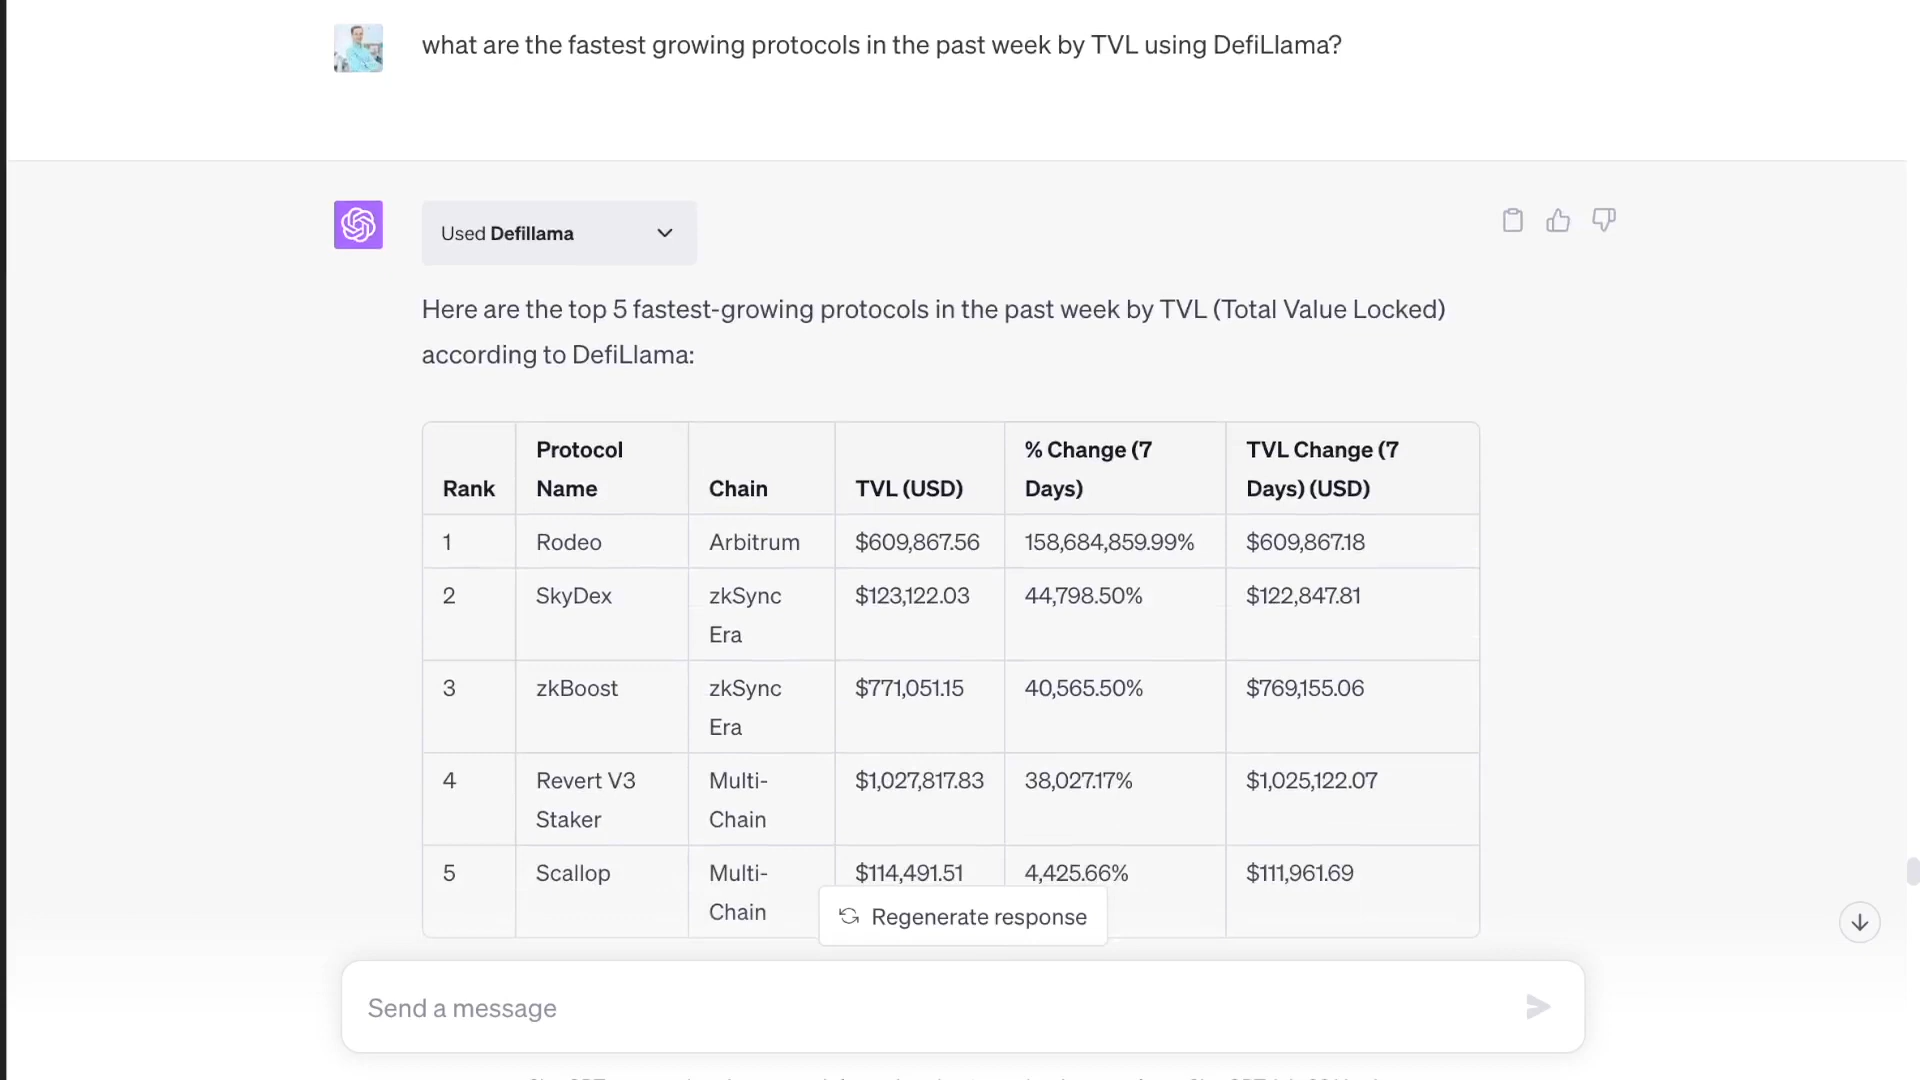 what are the fastest growing protocols in the past week by TVL using DefiLlama?
Used Defillama
Here are the top 5 fastest-growing protocols in the past week by TVL (Total Value Locked)
according to DefiLlama:
Rank Protocol Name Chain TVL (USD) % Change (7 Days) TVL Change (7 Days) (USD)
1 Rodeo Arbitrum $609,867.56 158,684,859.99% $609,867.18
2 SkyDex zkSync Era $123,122.03 44,798.50% $122,847.81
3 zkBoost zkSync Era $771,051.15 40,565.50% $769,155.06
4 Revert V3 Staker Multi-Chain $1,027,817.83 38,027.17% $1,025,122.07
5 Scallop Multi-Chain $114,491.51 4,425.66% $111,961.69
Regenerate response
Send a message